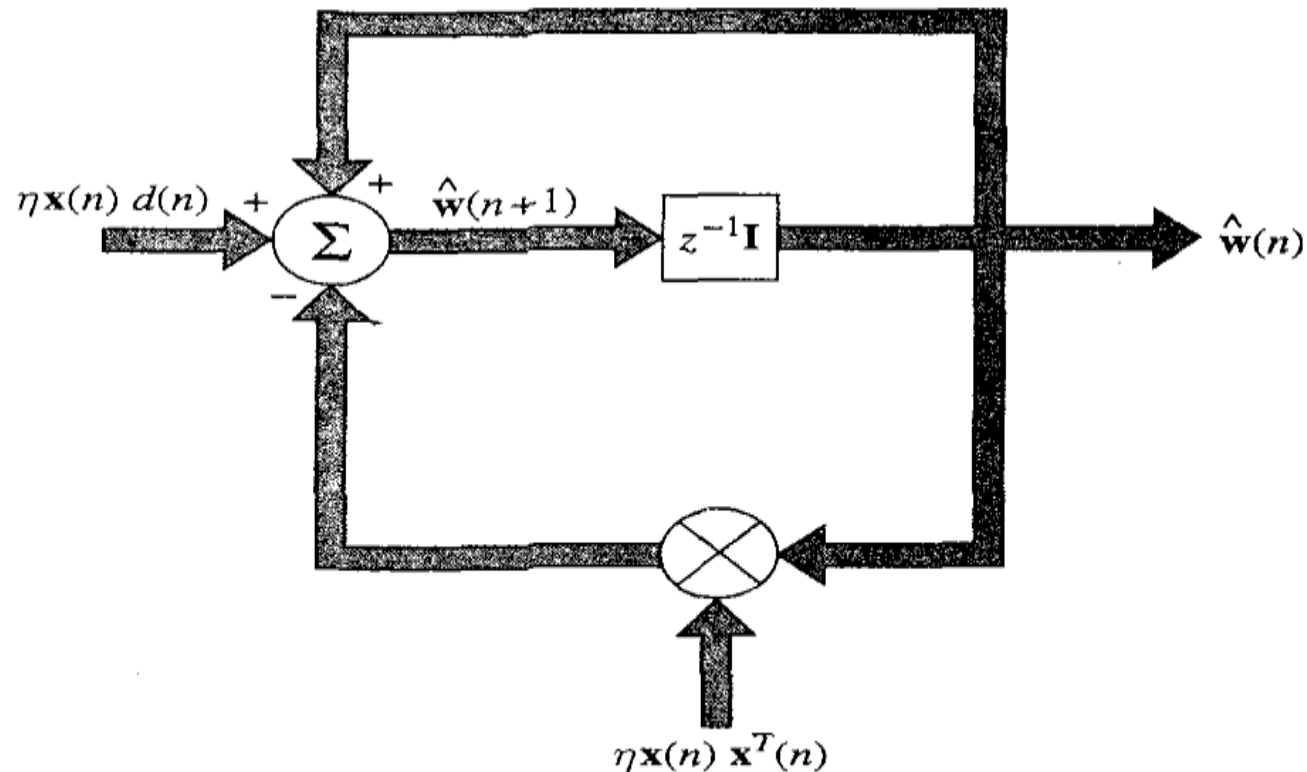 ηx(n) d(n)
+
+
−
Σ
ŵ(n+1)
z⁻¹I
ŵ(n)
ηx(n) xᵀ(n)